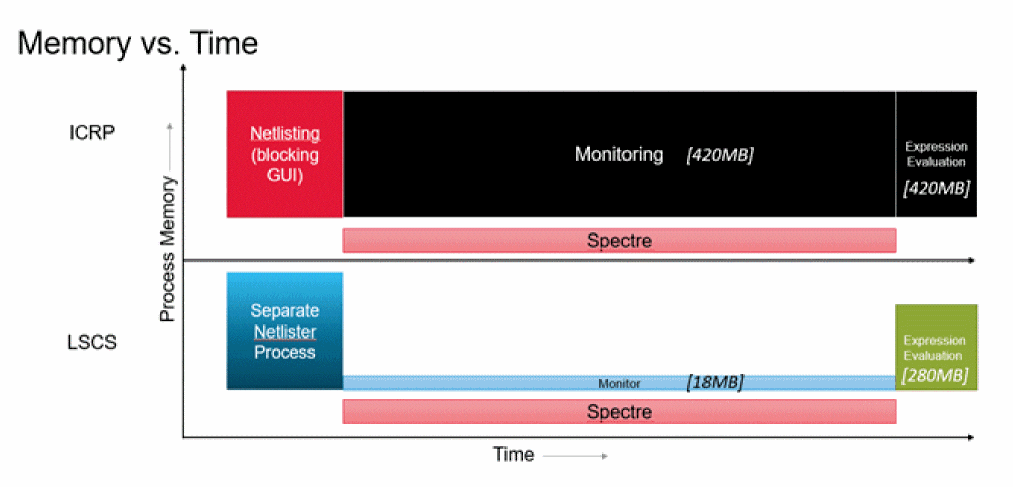 Memory vs. Time
ICRP
Netlisting
(blocking
GUI)
Monitoring [420MB]
Expression
Evaluation
[420MB]
Spectre
Process Memory
LSCS
Separate
Netlister
Process
Monitor [18MB]
Expression
Evaluation
[280MB]
Spectre
Time